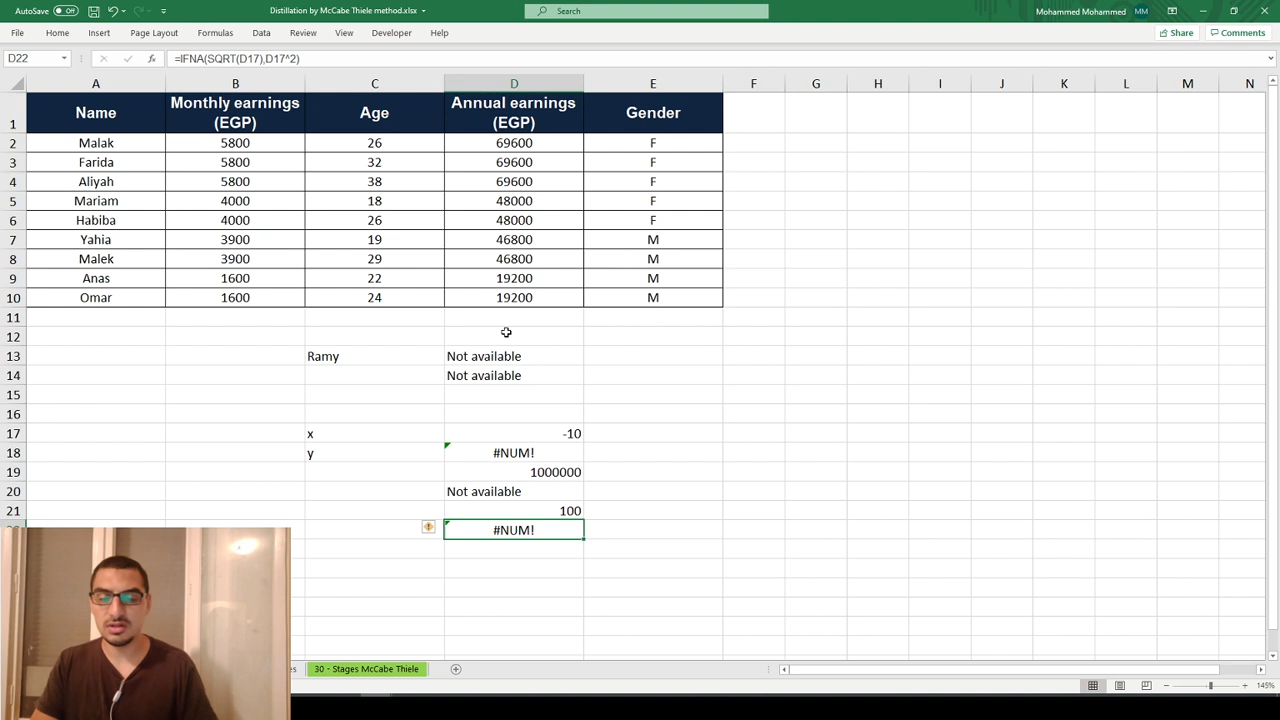 AutoSave Off
Distillation by McCabe Thiele method.xlsx
Search
Mohammed Mohammed MM
File Home Insert Page Layout Formulas Data Review View Developer Help
Share Comments
D22 fx =IFNA(SQRT(D17),D17^2)
A B C D E F G H I J K L M N
1 Name Monthly earnings (EGP) Age Annual earnings (EGP) Gender
2 Malak 5800 26 69600 F
3 Farida 5800 32 69600 F
4 Aliyah 5800 38 69600 F
5 Mariam 4000 18 48000 F
6 Habiba 4000 26 48000 F
7 Yahia 3900 19 46800 M
8 Malek 3900 29 46800 M
9 Anas 1600 22 19200 M
10 Omar 1600 24 19200 M
11
12
13 Ramy Not available
14 Not available
15
16
17 x -10
18 y #NUM!
19 1000000
20 Not available
21 100
#NUM!
30 - Stages McCabe Thiele
145%